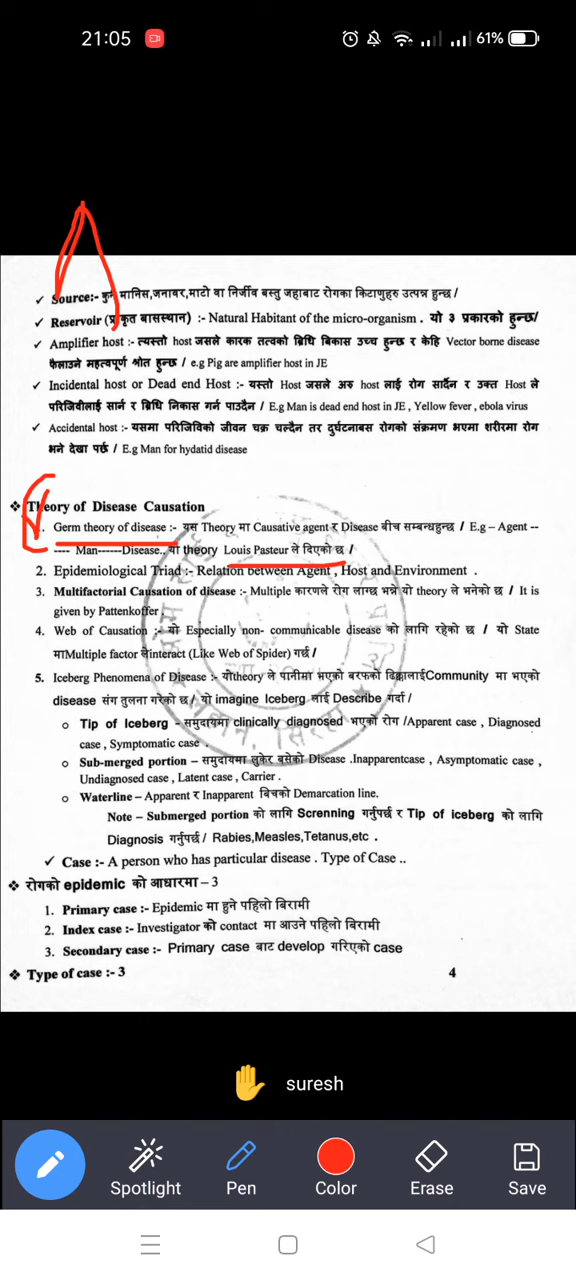 21:05
61%
✓ Source:- कुनै मानिस,जनावर,माटो वा निर्जीव बस्तु जहाबाट रोगका किटाणुहरु उत्पन्न हुन्छ /
✓ Reservoir (प्रकृत बासस्थान) :- Natural Habitant of the micro-organism . यो ३ प्रकारको हुन्छ/
✓ Amplifier host :- त्यस्तो host जसले कारक तत्वको ब्रिधि बिकास उच्च हुन्छ र केहि Vector borne disease
फैलाउने महत्वपूर्ण श्रोत हुन्छ / e.g Pig are amplifier host in JE
✓ Incidental host or Dead end Host :- यस्तो Host जसले अरु host लाई रोग सार्दैन र उक्त Host ले
परिजिवीलाई सार्न र ब्रिधि निकास गर्न पाउदैन / E.g Man is dead end host in JE , Yellow fever , ebola virus
✓ Accidental host :- यसमा परिजिविको जीवन चक्र चल्दैन तर दुर्घटनाबस रोगको संक्रमण भएमा शरीरमा रोग
भने देखा पर्छ / E.g Man for hydatid disease
❖ Theory of Disease Causation
. Germ theory of disease :- यस Theory मा Causative agent र Disease बीच सम्बन्धहुन्छ / E.g – Agent --
---- Man------Disease.. यो theory Louis Pasteur ले दिएको छ /
2. Epidemiological Triad :- Relation between Agent , Host and Environment .
3. Multifactorial Causation of disease :- Multiple कारणले रोग लाग्छ भन्ने यो theory ले भनेको छ / It is
given by Pattenkoffer .
4. Web of Causation :- यो Especially non- communicable disease को लागि रहेको छ / यो State
माMultiple factor लेinteract (Like Web of Spider) गर्छ /
5. Iceberg Phenomena of Disease :- योtheory ले पानीमा भएको बरफको ढिक्कालाईCommunity मा भएको
disease संग तुलना गरेको छ / यो imagine Iceberg लाई Describe गर्दा /
o Tip of Iceberg – समुदायमा clinically diagnosed भएको रोग /Apparent case , Diagnosed
case , Symptomatic case .
o Sub-merged portion – समुदायमा लुकेर बसेको Disease .Inapparentcase , Asymptomatic case ,
Undiagnosed case , Latent case , Carrier .
o Waterline – Apparent र Inapparent बिचको Demarcation line.
Note – Submerged portion को लागि Screnning गर्नुपर्छ र Tip of iceberg को लागि
Diagnosis गर्नुपर्छ / Rabies,Measles,Tetanus,etc .
✓ Case :- A person who has particular disease . Type of Case ..
❖ रोगको epidemic को आधारमा – 3
1. Primary case :- Epidemic मा हुने पहिलो बिरामी
2. Index case :- Investigator को contact मा आउने पहिलो बिरामी
3. Secondary case :- Primary case बाट develop गरिएको case
❖ Type of case :- 3
4
suresh
Spotlight Pen Color Erase Save